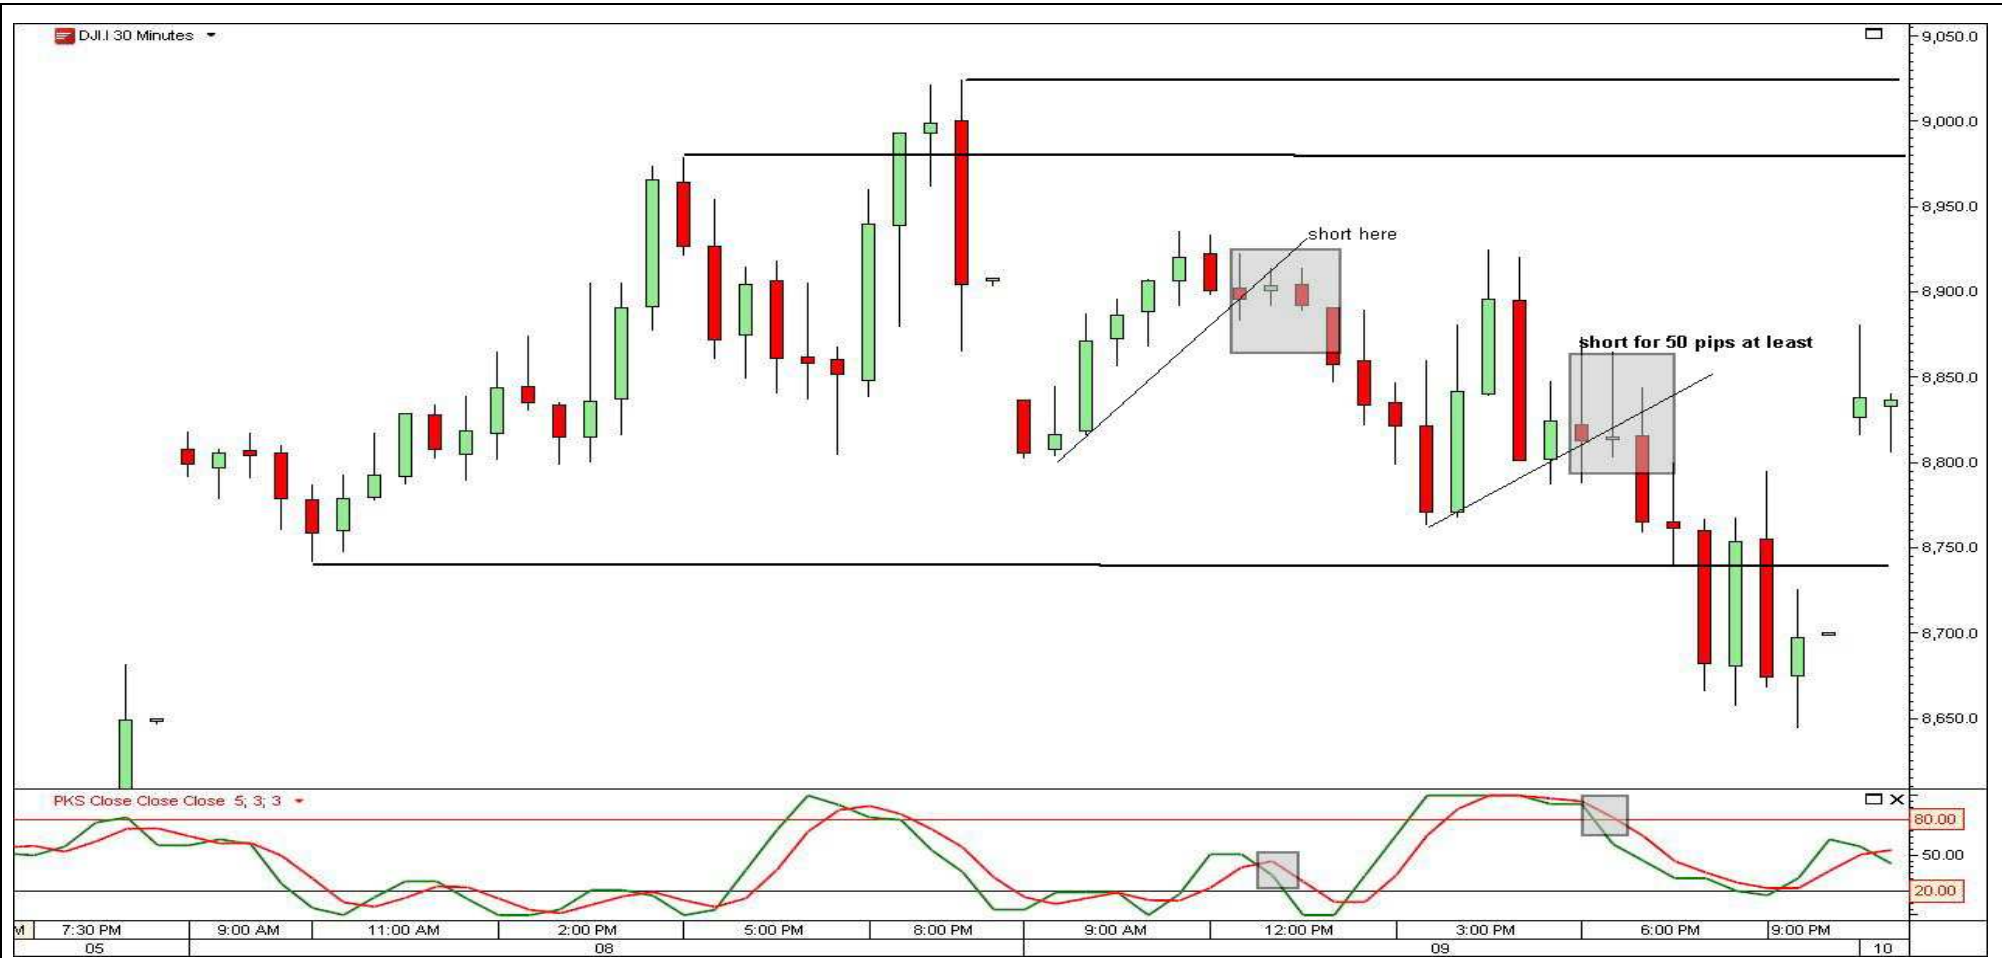 DJI.I 30 Minutes
9,050.0
9,000.0
8,950.0
short here
8,900.0
short for 50 pips at least
8,850.0
8,800.0
8,750.0
8,700.0
8,650.0
PKS Close Close Close 5; 3; 3
80.00
50.00
20.00
M 7:30 PM 9:00 AM 11:00 AM 2:00 PM 5:00 PM 8:00 PM 9:00 AM 12:00 PM 3:00 PM 6:00 PM 9:00 PM
05 08 09 10